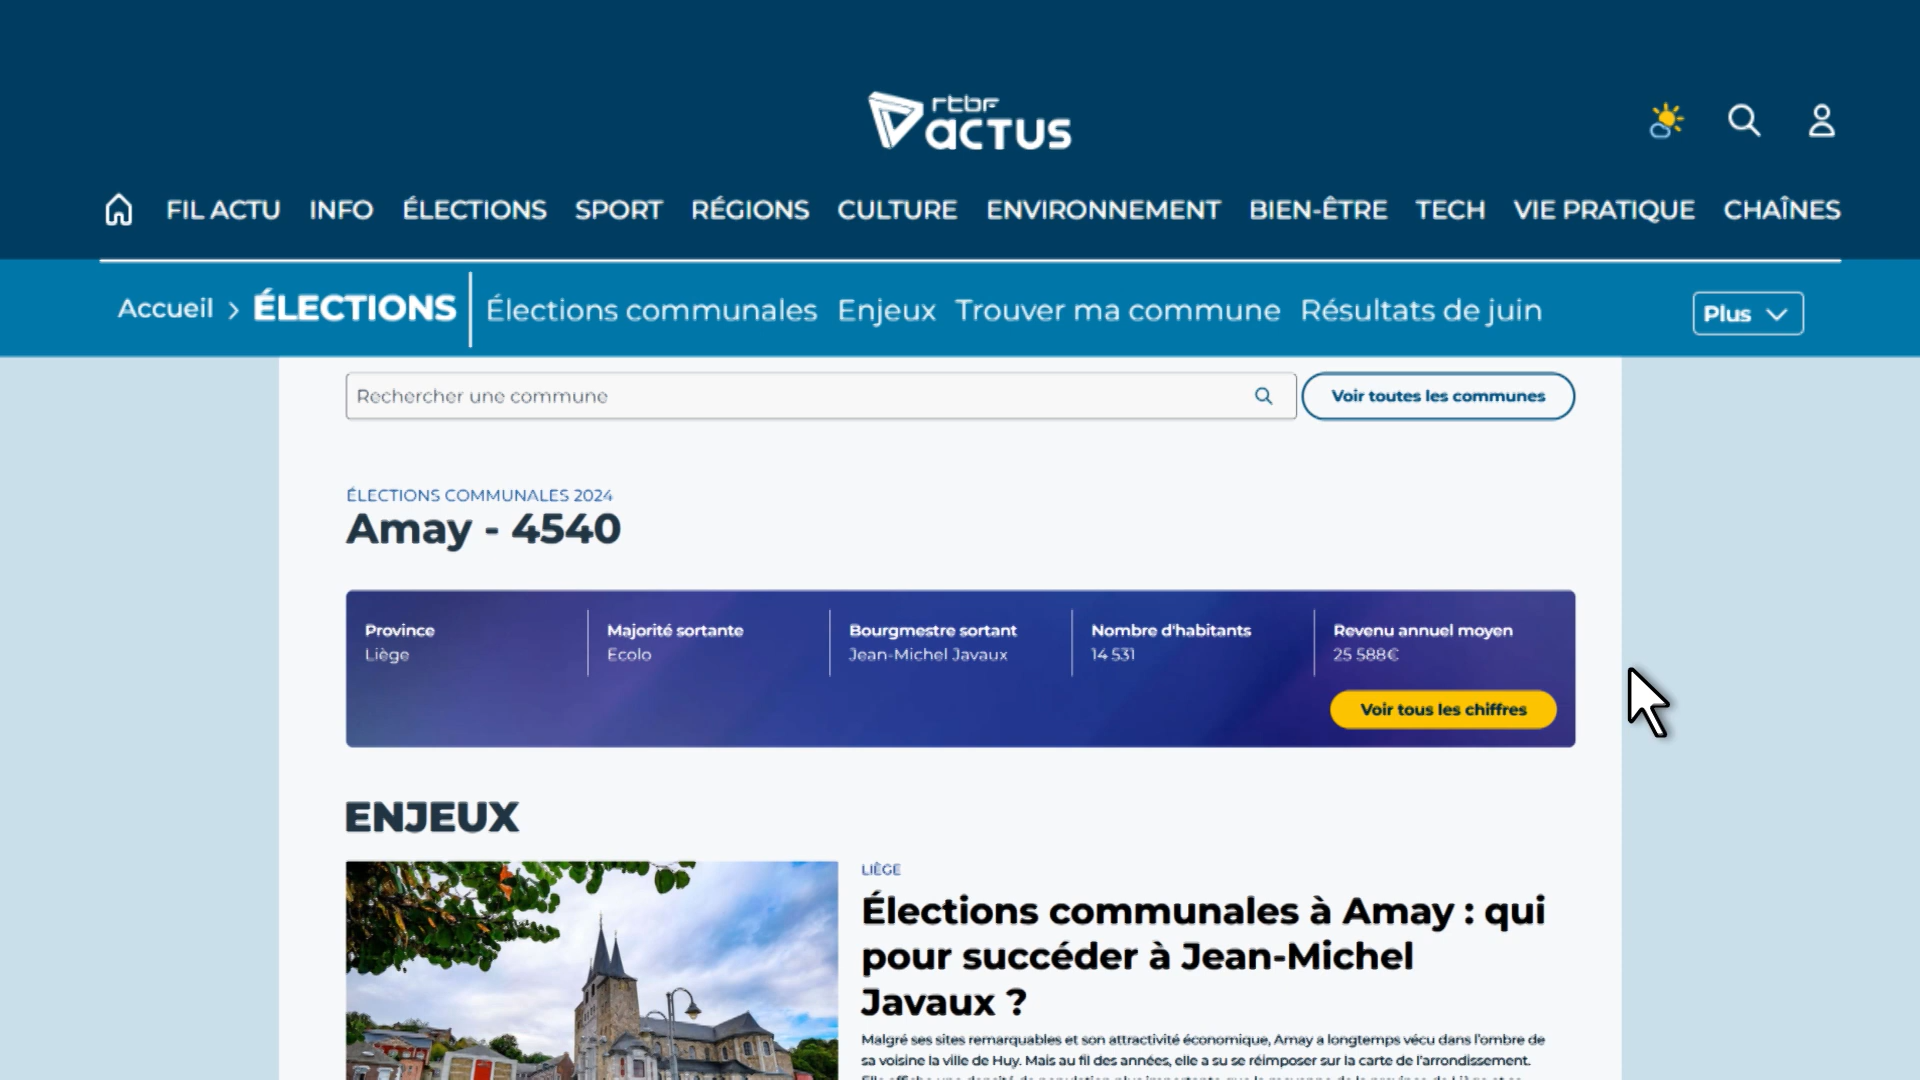 rtbf
actus
FIL ACTU INFO ÉLECTIONS SPORT RÉGIONS CULTURE ENVIRONNEMENT BIEN-ÊTRE TECH VIE PRATIQUE CHAÎNES
Accueil > ÉLECTIONS Élections communales Enjeux Trouver ma commune Résultats de juin Plus
Rechercher une commune Voir toutes les communes
ÉLECTIONS COMMUNALES 2024
Amay - 4540
Province Majorité sortante Bourgmestre sortant Nombre d'habitants Revenu annuel moyen
Liège Ecolo Jean-Michel Javaux 14 531 25 588€
Voir tous les chiffres
ENJEUX
LIÈGE
Élections communales à Amay : qui
pour succéder à Jean-Michel
Javaux ?
Malgré ses sites remarquables et son attractivité économique, Amay a longtemps vécu dans l'ombre de
sa voisine la ville de Huy. Mais au fil des années, elle a su se réimposer sur la carte de l'arrondissement.